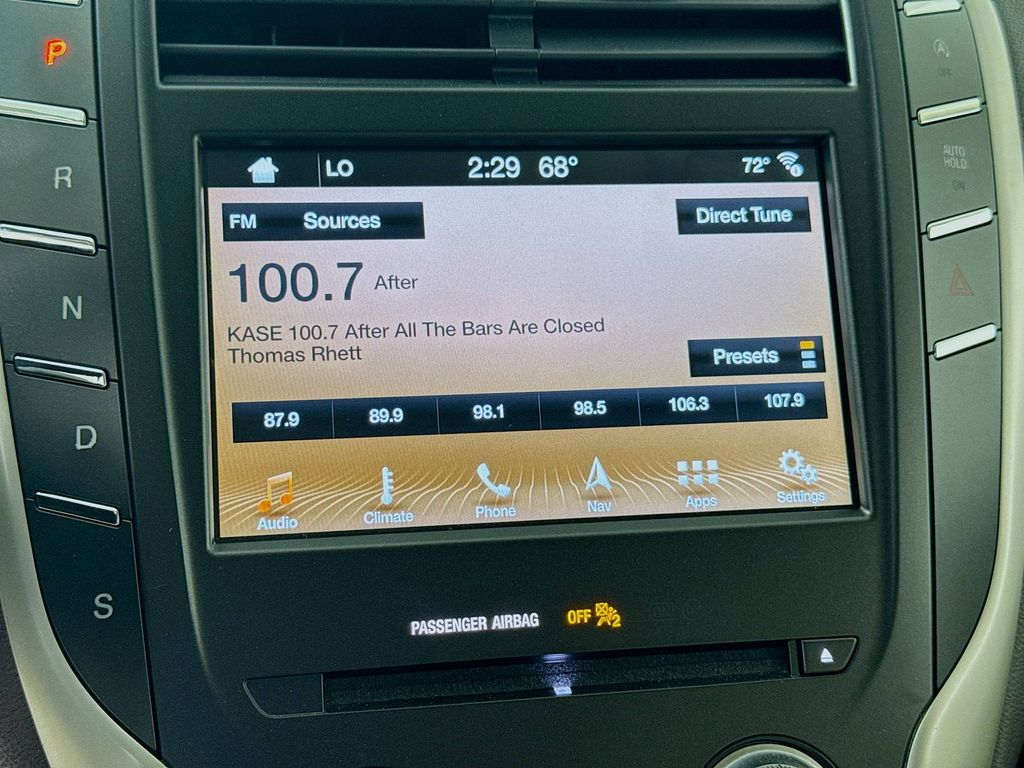 P
R
N
D
S
LO 2:29 68° 72°
FM Sources Direct Tune
100.7 After
KASE 100.7 After All The Bars Are Closed
Thomas Rhett
Presets
87.9 89.9 98.1 98.5 106.3 107.9
Audio Climate Phone Nav Apps Settings
PASSENGER AIRBAG OFF 2
A
OFF
AUTO
HOLD
ON